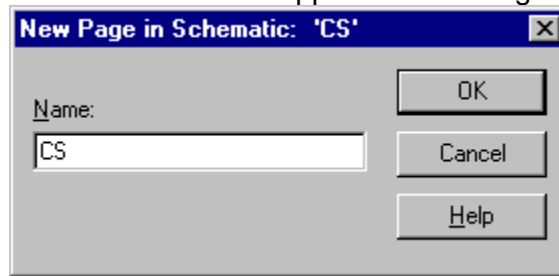 New Page in Schematic: 'CS'
Name:
CS
OK
Cancel
Help